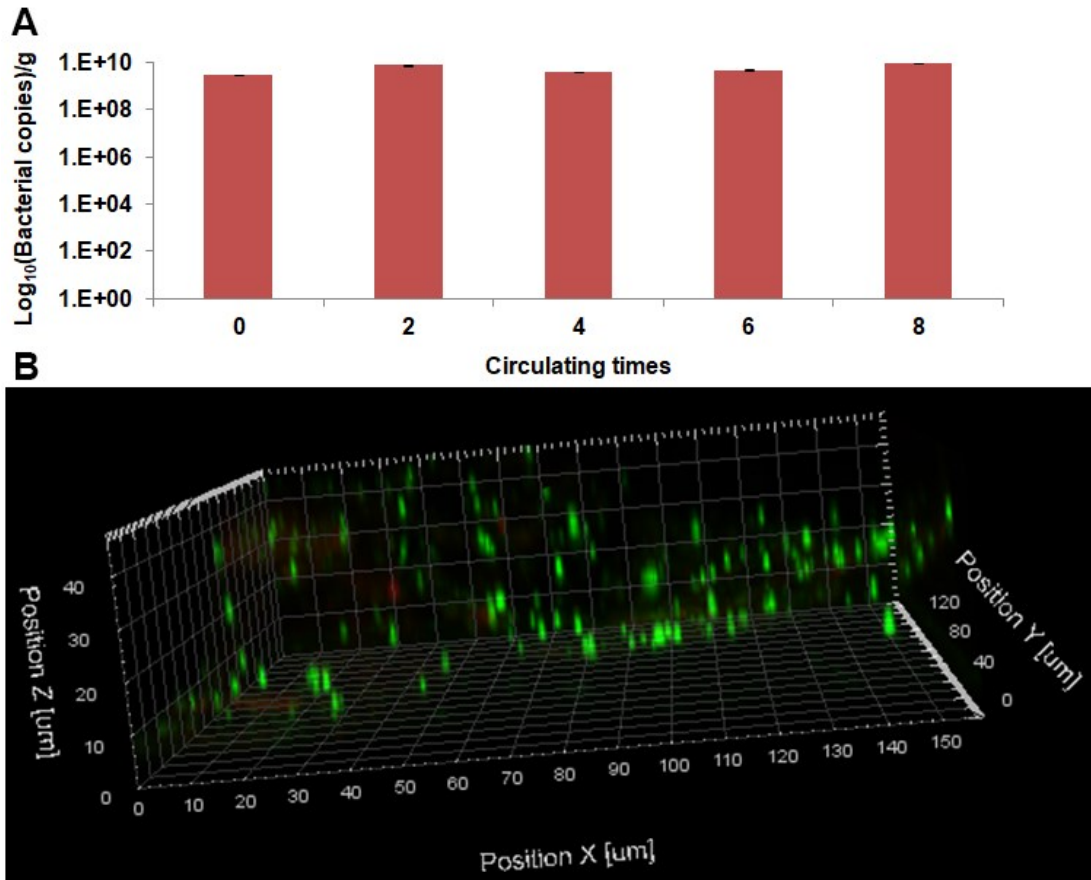 A
Log₁₀(Bacterial copies)/g
1.E+10
1.E+08
1.E+06
1.E+04
1.E+02
1.E+00
0 2 4 6 8
Circulating times
B
Position Z [um]
40
30
20
10
0
0 10 20 30 40 50 60 70 80 90 100 110 120 130 140 150
Position X [um]
Position Y [um]
120
80
40
0